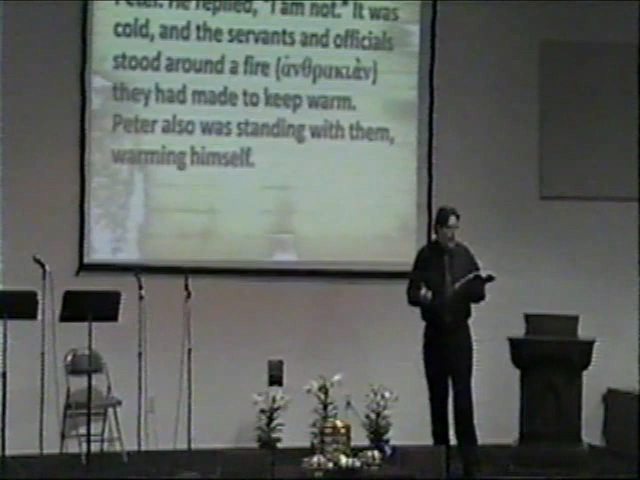 Peter. He replied, "I am not." It was
cold, and the servants and officials
stood around a fire (ἀνθρακιὰν)
they had made to keep warm.
Peter also was standing with them,
warming himself.